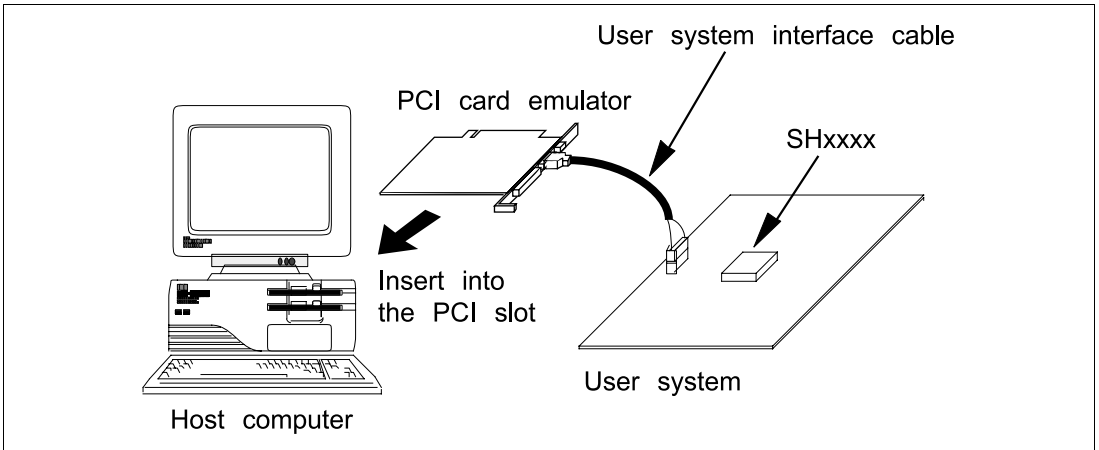 User system interface cable
PCI card emulator
SHxxxx
Insert into
the PCI slot
User system
Host computer